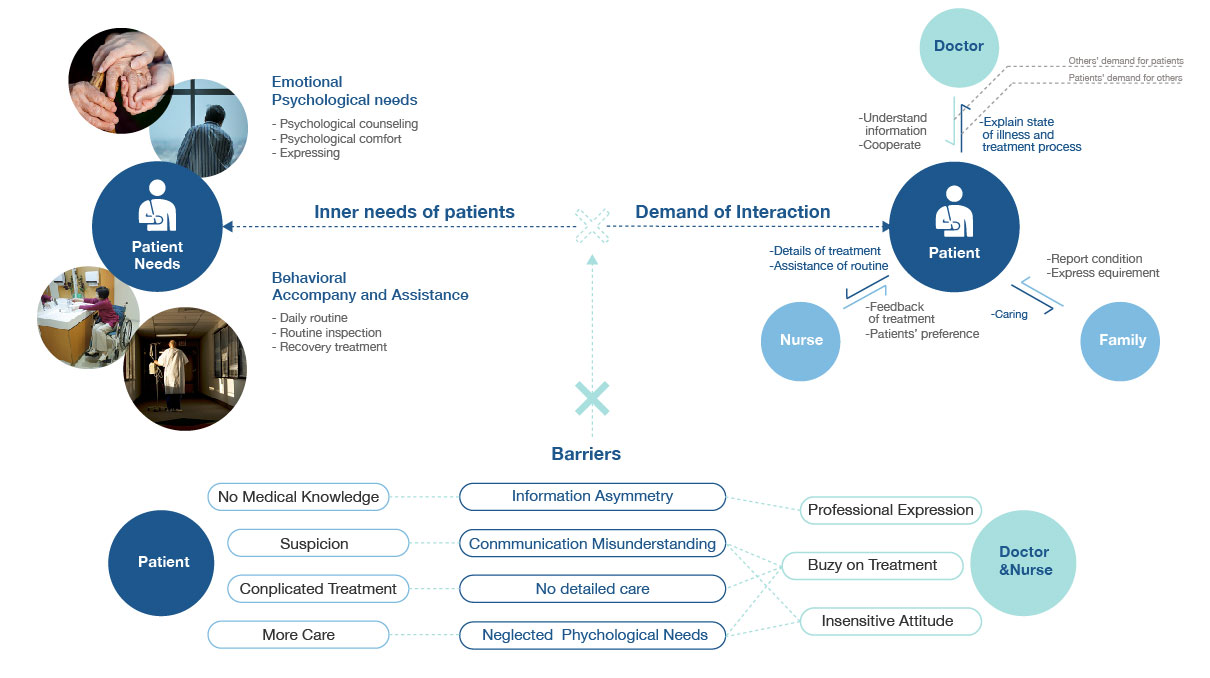 Doctor
Others' demand for patients
Patients' demand for others
Emotional
Psychological needs
- Psychological counseling
- Psychological comfort
- Expressing
-Understand
information
-Cooperate
-Explain state
of illness and
treatment process
Patient
Needs
Inner needs of patients
Demand of Interaction
Patient
Behavioral
Accompany and Assistance
- Daily routine
- Routine inspection
- Recovery treatment
-Details of treatment
-Assistance of routine
-Report condition
-Express equirement
-Feedback
of treatment
-Patients' preference
-Caring
Nurse
Family
Barriers
Patient
No Medical Knowledge
Information Asymmetry
Professional Expression
Suspicion
Conmmunication Misunderstanding
Buzy on Treatment
Conplicated Treatment
No detailed care
Insensitive Attitude
More Care
Neglected Phychological Needs
Doctor
&Nurse